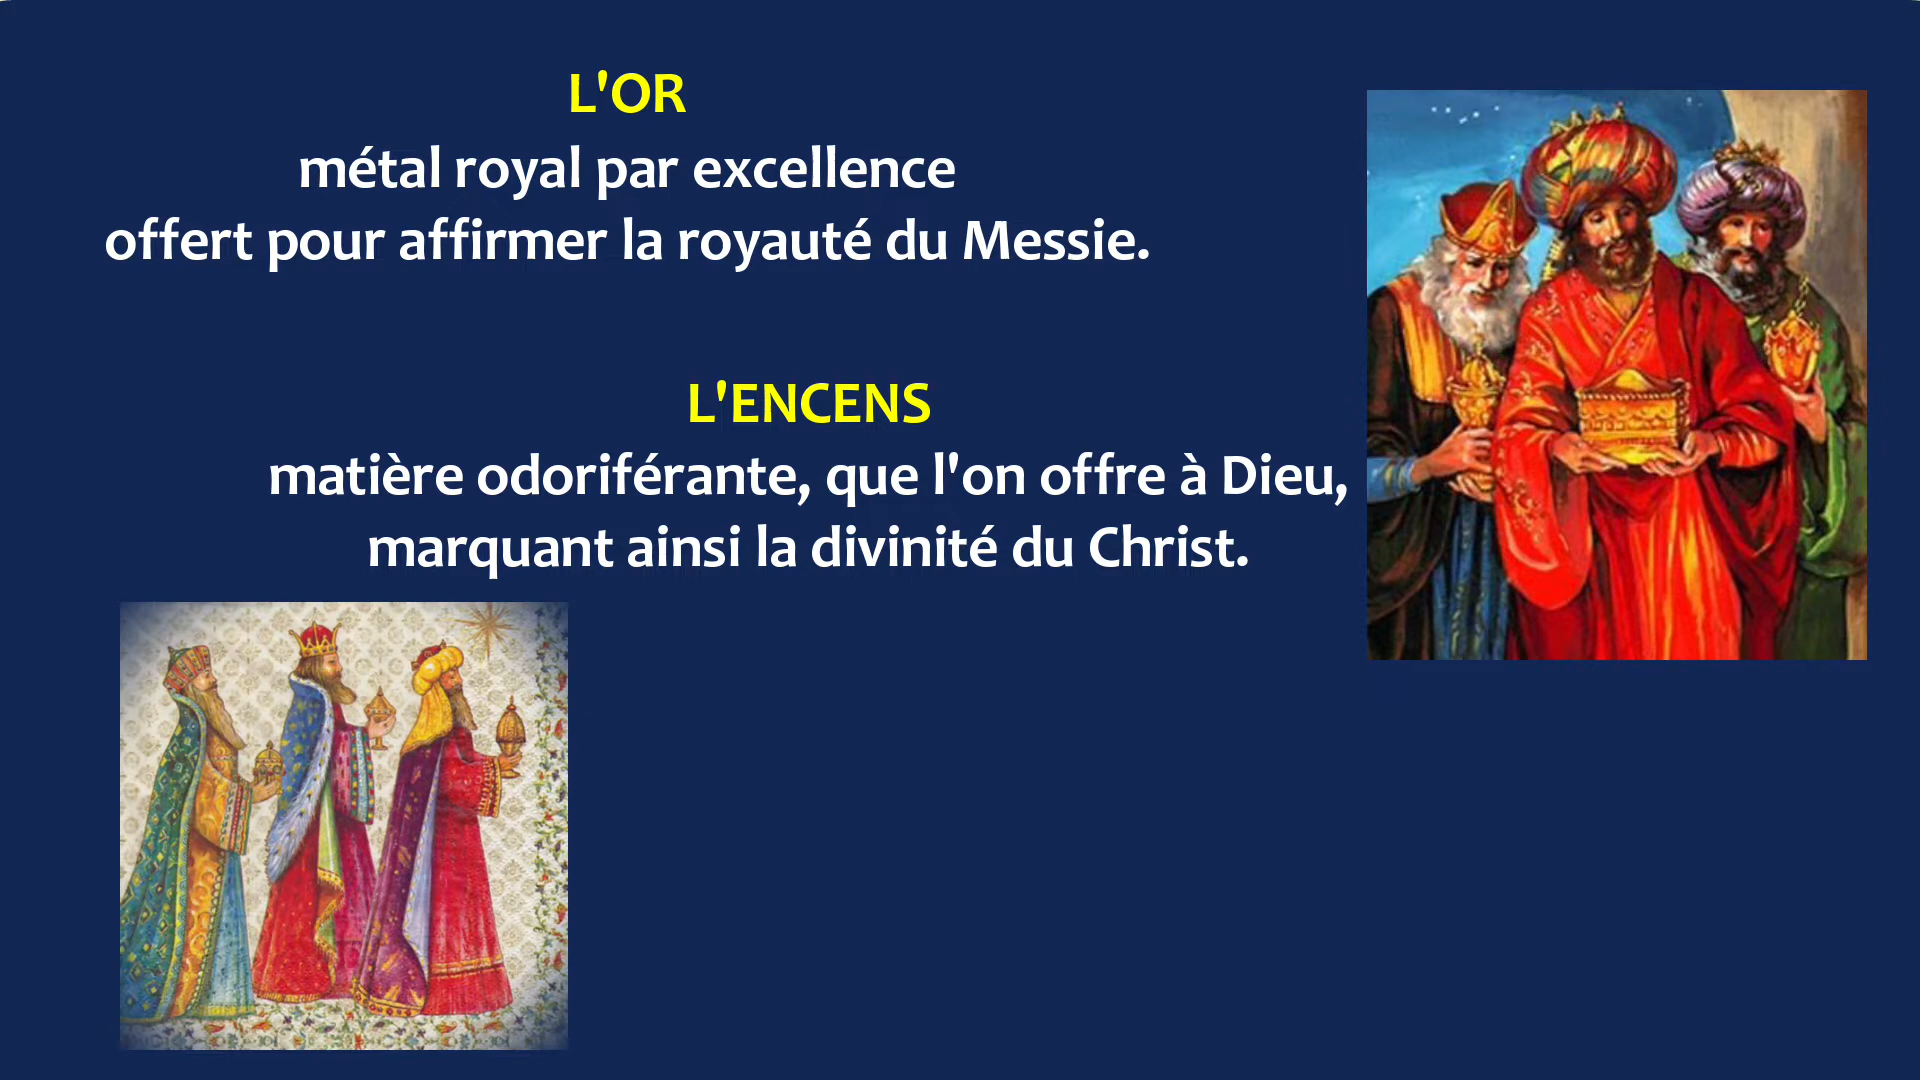 L'OR
métal royal par excellence
offert pour affirmer la royauté du Messie.
L'ENCENS
matière odoriférante, que l'on offre à Dieu,
marquant ainsi la divinité du Christ.